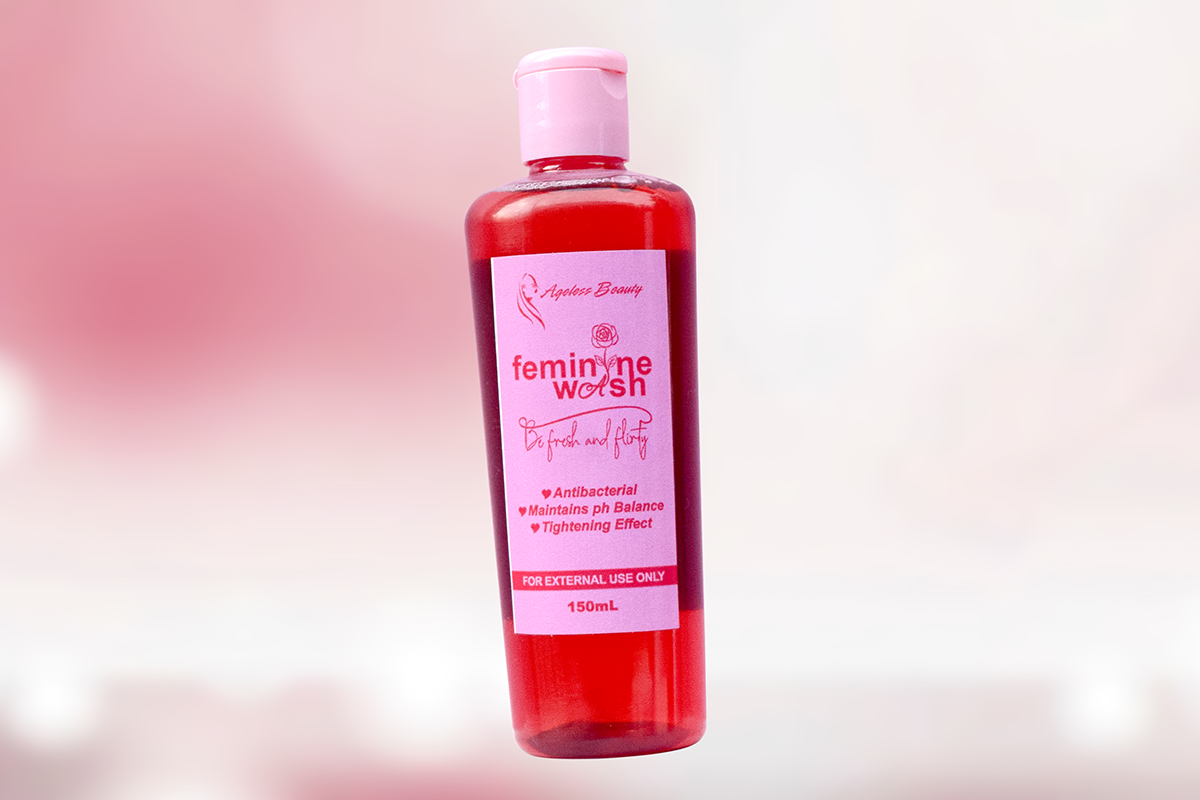 Ageless Beauty
feminine
wash
Be fresh and flirty
Antibacterial
Maintains ph Balance
Tightening Effect
FOR EXTERNAL USE ONLY
150mL